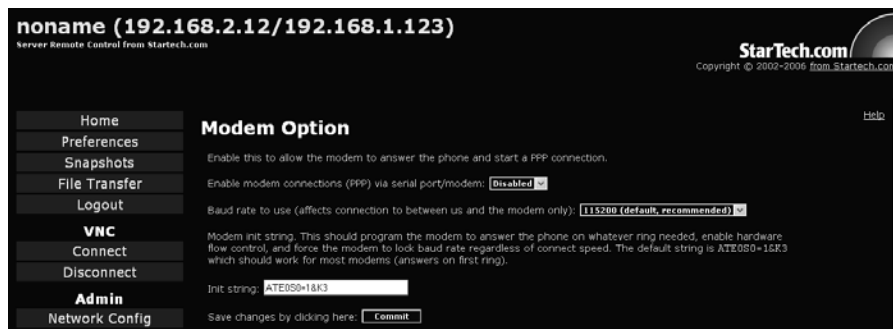 noname (192.168.2.12/192.168.1.123)
Server Remote Control from Startech.com
StarTech.com
Copyright © 2002-2006 from Startech.com
Help
Home
Preferences
Snapshots
File Transfer
Logout
VNC
Connect
Disconnect
Admin
Network Config
Modem Option
Enable this to allow the modem to answer the phone and start a PPP connection.
Enable modem connections (PPP) via serial port/modem: Disabled
Baud rate to use (affects connection to between us and the modem only): 115200 (default, recommended)
Modem init string. This should program the modem to answer the phone on whatever ring needed, enable hardware
flow control, and force the modem to lock baud rate regardless of connect speed. The default string is ATE0S0=1&K3
which should work for most modems (answers on first ring).
Init string: ATE0S0=1&K3
Save changes by clicking here: Commit